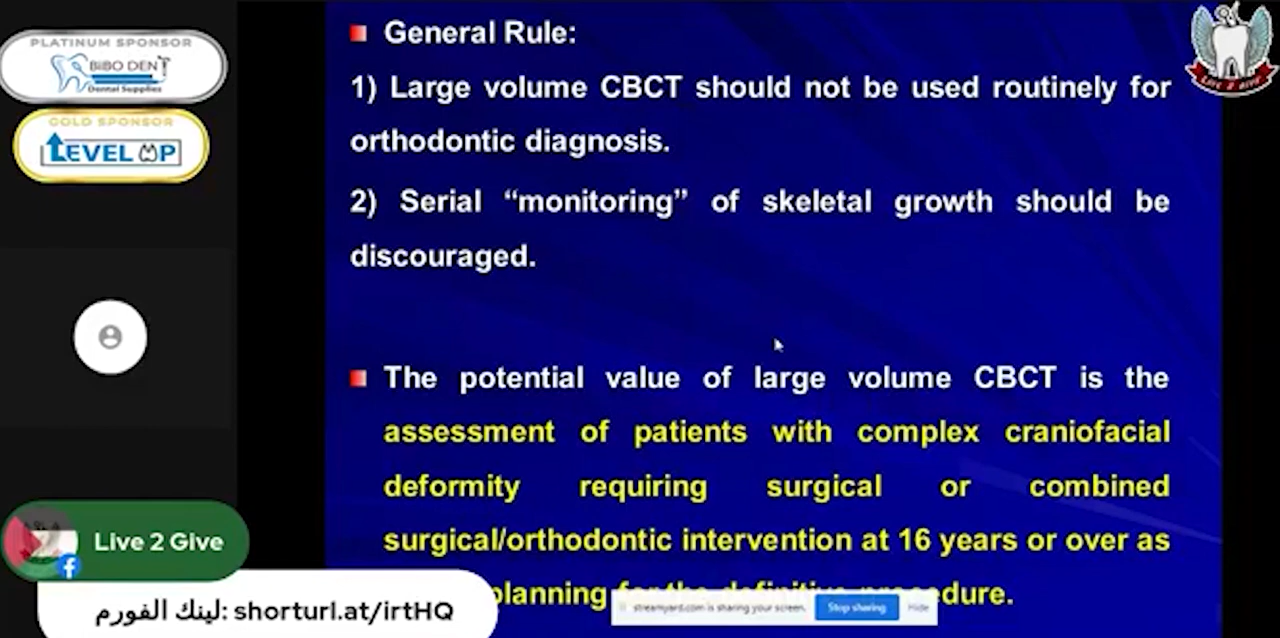 PLATINUM SPONSOR
BIBO DENT
Dental Supplies
GOLD SPONSOR
LEVEL UP
General Rule:
1) Large volume CBCT should not be used routinely for
orthodontic diagnosis.
2) Serial “monitoring” of skeletal growth should be
discouraged.
The potential value of large volume CBCT is the
assessment of patients with complex craniofacial
deformity requiring surgical or combined
surgical/orthodontic intervention at 16 years or over as
planning for the definitive procedure.
streamyard.com is sharing your screen. Stop sharing Hide
Live 2 Give
لينك الفورم: shorturl.at/irtHQ